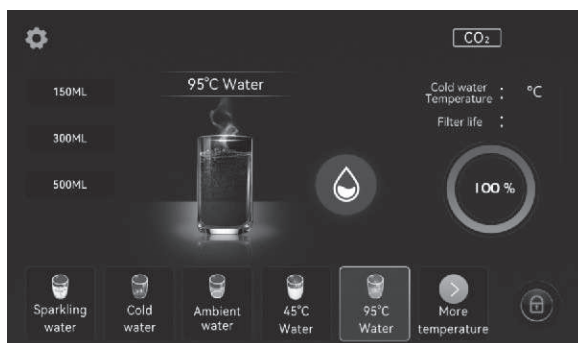 CO₂
150ML
300ML
500ML
95°C Water
Cold water
Temperature : °C
Filter life :
100 %
Sparkling
water
Cold
water
Ambient
water
45°C
Water
95°C
Water
More
temperature